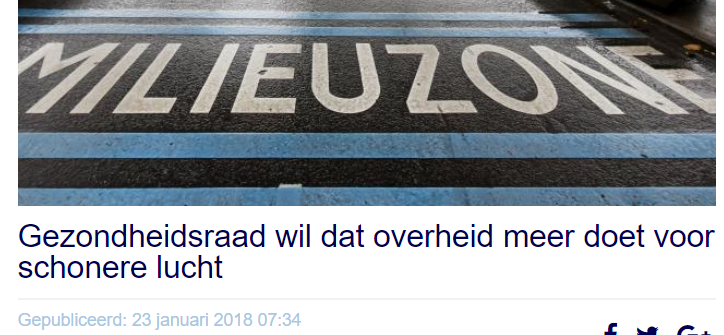 MILIEUZONE
Gezondheidsraad wil dat overheid meer doet voor
schonere lucht
Gepubliceerd: 23 januari 2018 07:34